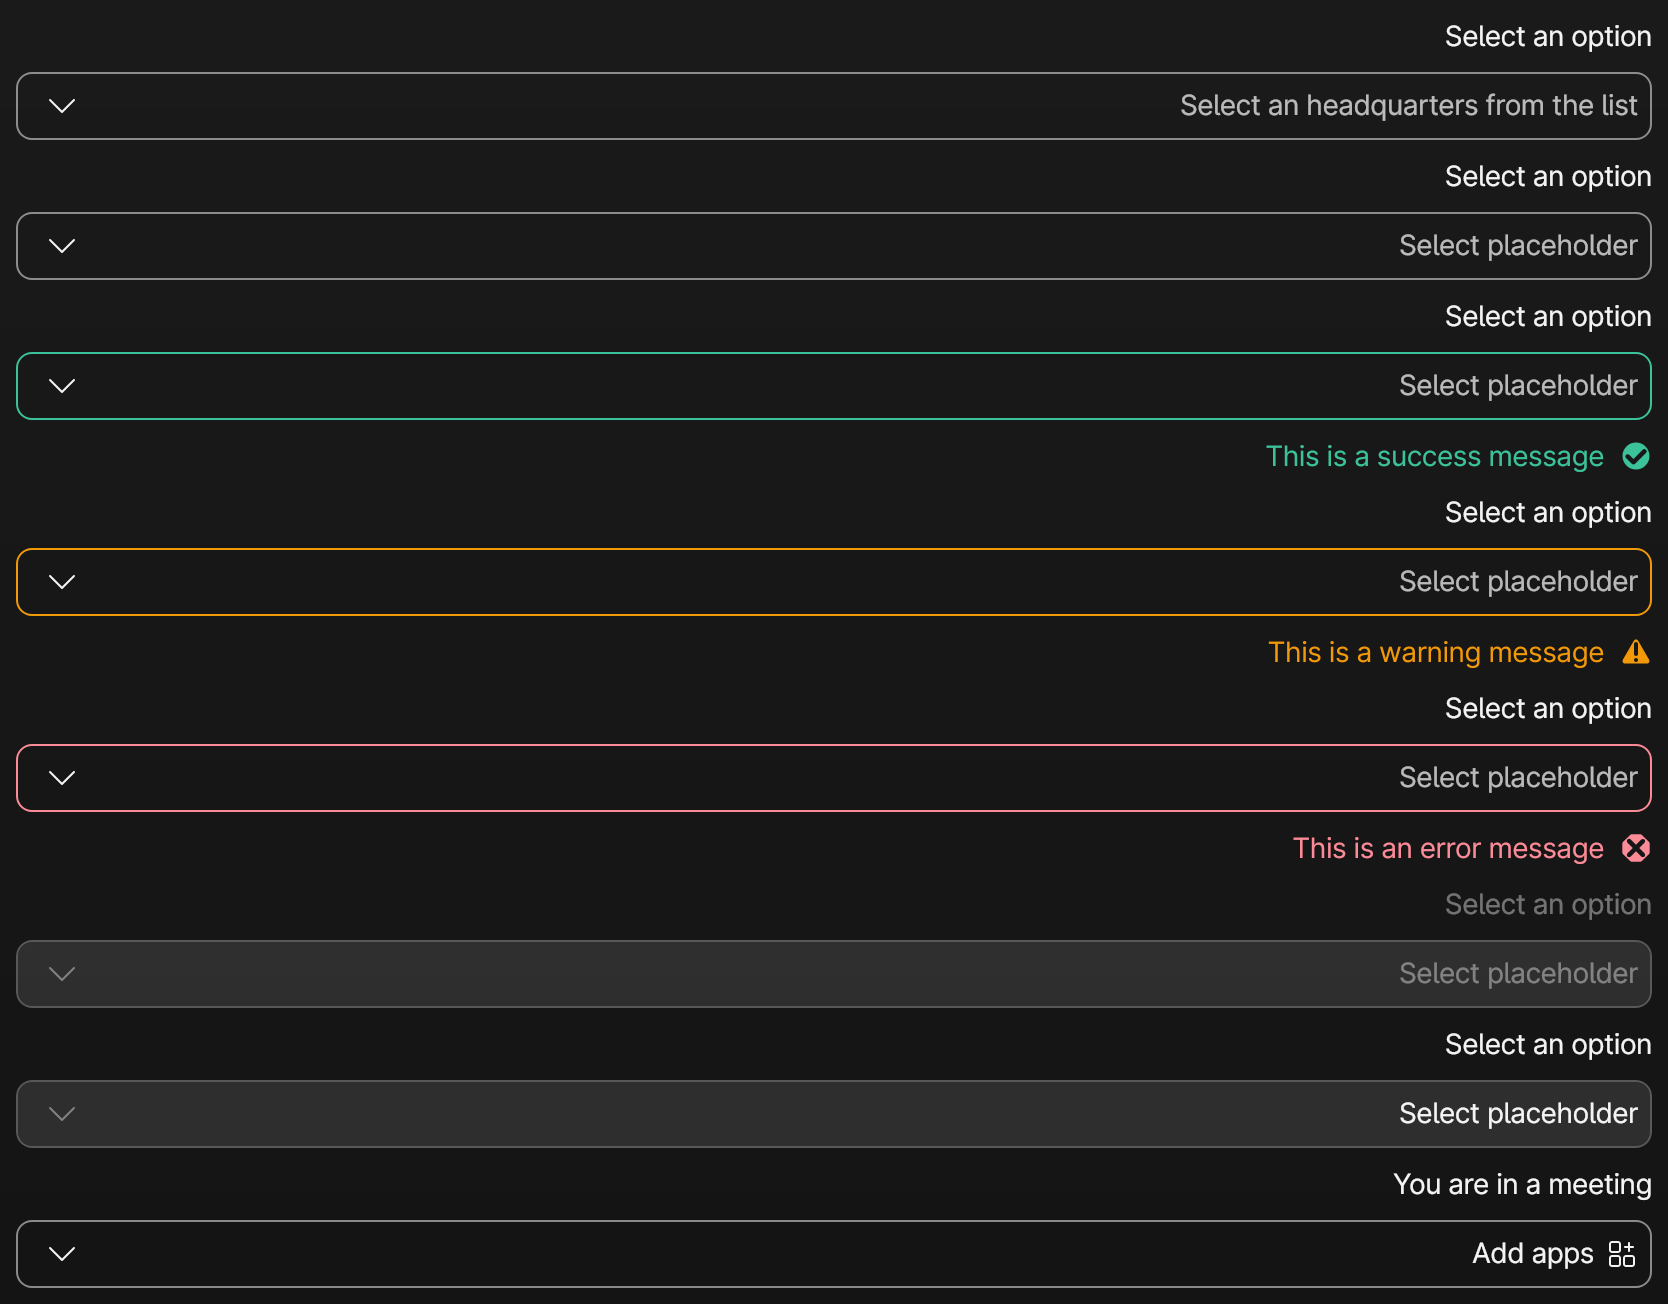 Select an option
Select an headquarters from the list
Select an option
Select placeholder
Select an option
Select placeholder
This is a success message
Select an option
Select placeholder
This is a warning message
Select an option
Select placeholder
This is an error message
Select an option
Select placeholder
Select an option
Select placeholder
You are in a meeting
Add apps